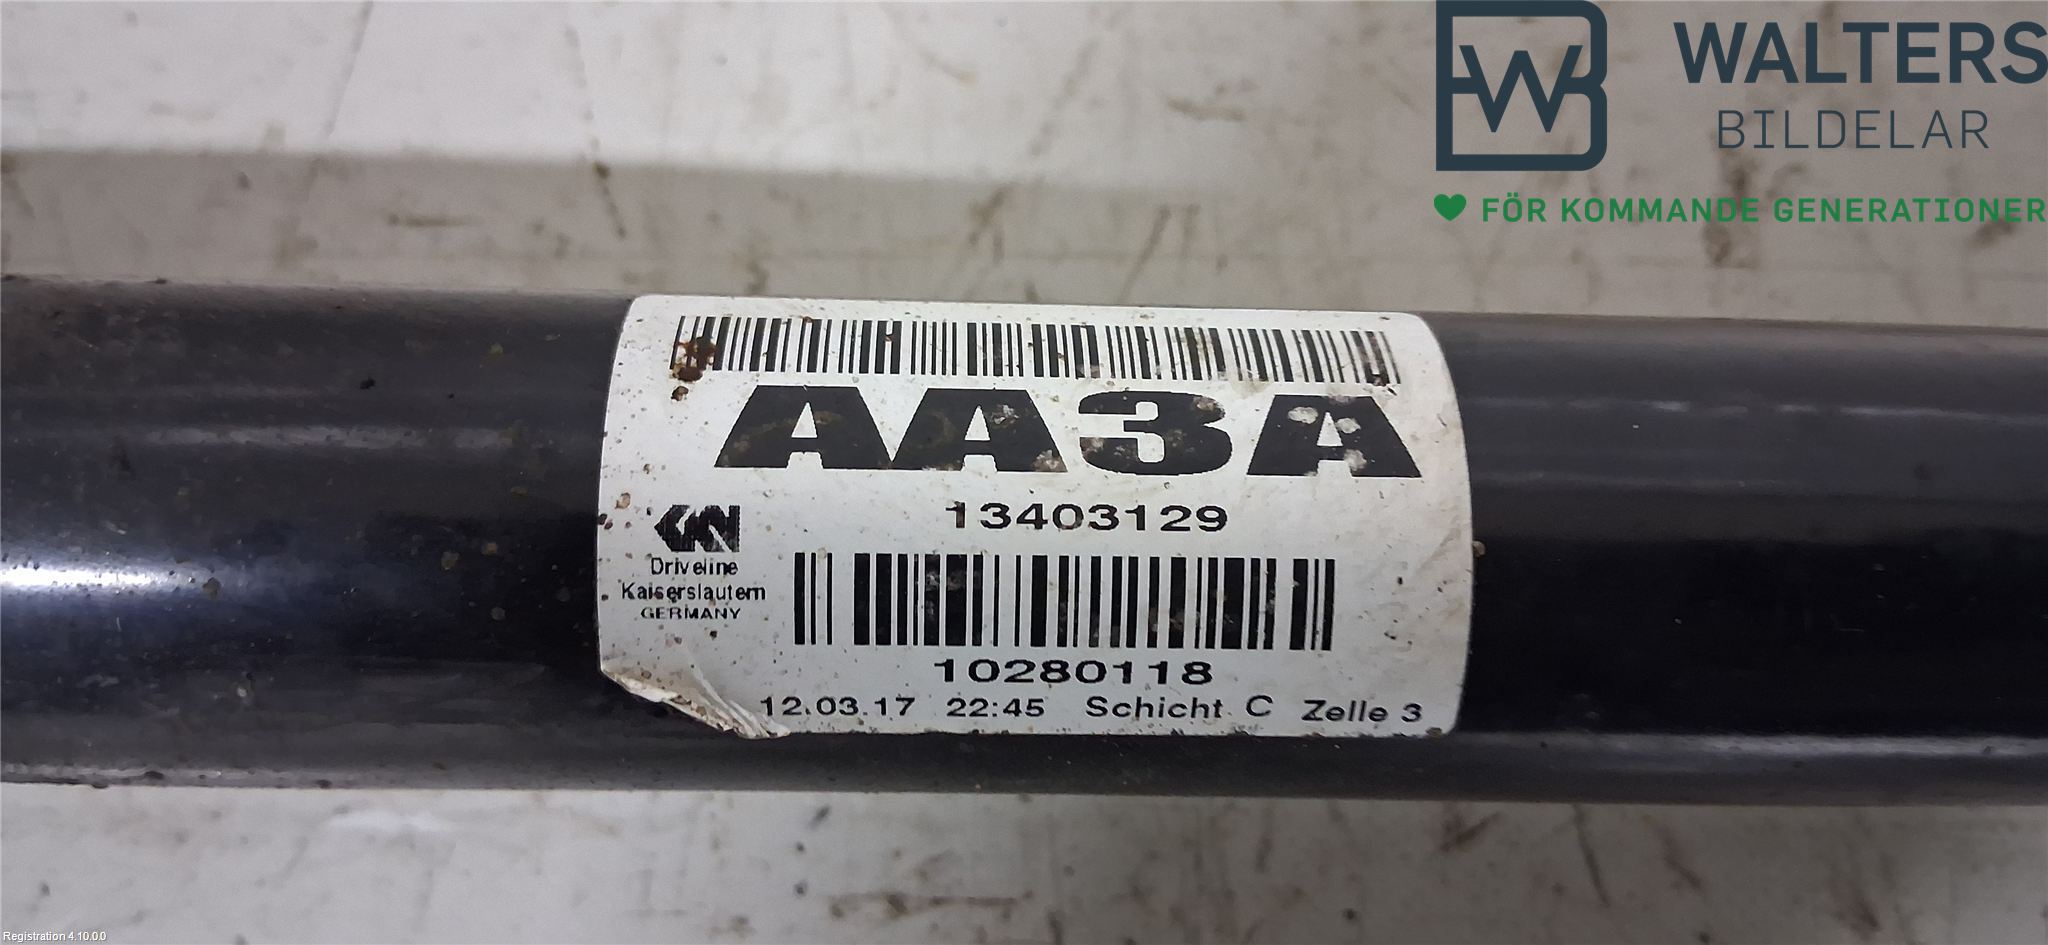 WALTERS
BILDELAR
FÖR KOMMANDE GENERATIONER
AA3A
13403129
GKN
Driveline
Kaiserslautern
GERMANY
10280118
12.03.17 22:45 Schicht C Zelle 3
Registration 4.10.0.0